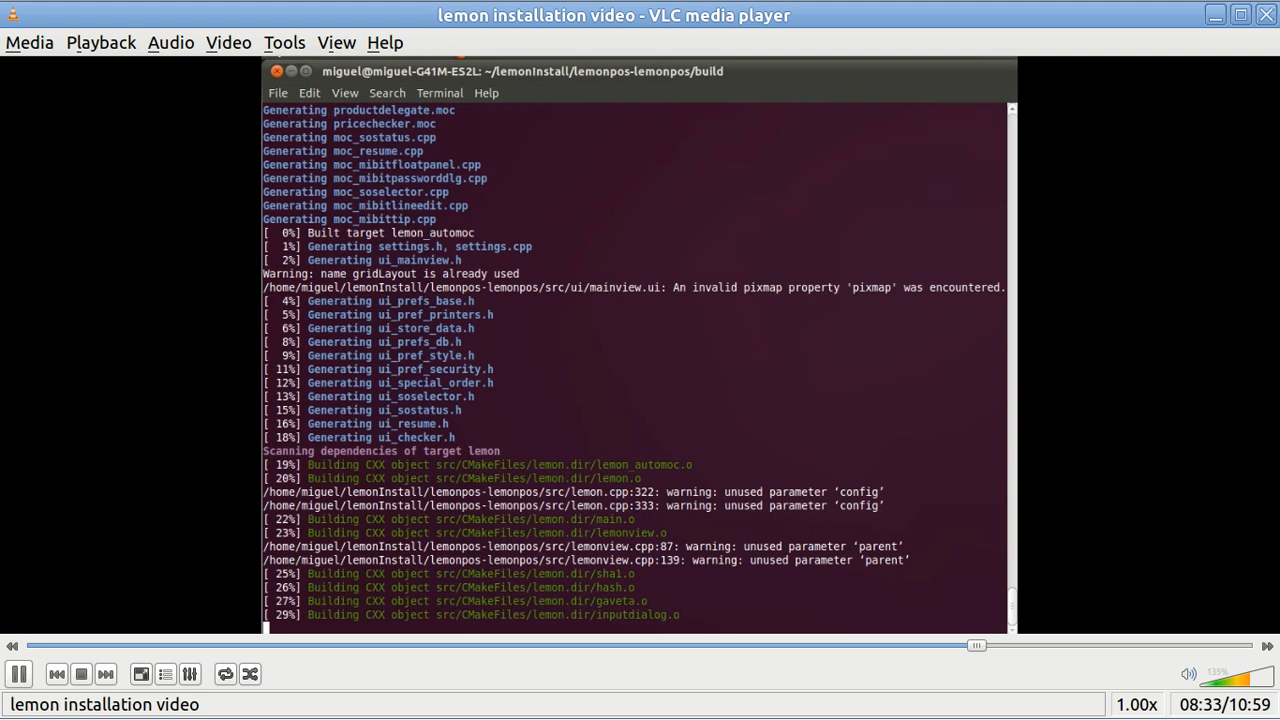 lemon installation video - VLC media player
Media Playback Audio Video Tools View Help
miguel@miguel-G41M-ES2L: ~/lemonInstall/lemonpos-lemonpos/build
File Edit View Search Terminal Help
Generating productdelegate.moc
Generating pricechecker.moc
Generating moc_sostatus.cpp
Generating moc_resume.cpp
Generating moc_mibitfloatpanel.cpp
Generating moc_mibitpassworddlg.cpp
Generating moc_soselector.cpp
Generating moc_mibitlineedit.cpp
Generating moc_mibittip.cpp
[  0%] Built target lemon_automoc
[  1%] Generating settings.h, settings.cpp
[  2%] Generating ui_mainview.h
Warning: name gridLayout is already used
/home/miguel/lemonInstall/lemonpos-lemonpos/src/ui/mainview.ui: An invalid pixmap property 'pixmap' was encountered.
[  4%] Generating ui_prefs_base.h
[  5%] Generating ui_pref_printers.h
[  6%] Generating ui_store_data.h
[  8%] Generating ui_prefs_db.h
[  9%] Generating ui_pref_style.h
[ 11%] Generating ui_pref_security.h
[ 12%] Generating ui_special_order.h
[ 13%] Generating ui_soselector.h
[ 15%] Generating ui_sostatus.h
[ 16%] Generating ui_resume.h
[ 18%] Generating ui_checker.h
Scanning dependencies of target lemon
[ 19%] Building CXX object src/CMakeFiles/lemon.dir/lemon_automoc.o
[ 20%] Building CXX object src/CMakeFiles/lemon.dir/lemon.o
/home/miguel/lemonInstall/lemonpos-lemonpos/src/lemon.cpp:322: warning: unused parameter ‘config’
/home/miguel/lemonInstall/lemonpos-lemonpos/src/lemon.cpp:333: warning: unused parameter ‘config’
[ 22%] Building CXX object src/CMakeFiles/lemon.dir/main.o
[ 23%] Building CXX object src/CMakeFiles/lemon.dir/lemonview.o
/home/miguel/lemonInstall/lemonpos-lemonpos/src/lemonview.cpp:87: warning: unused parameter ‘parent’
/home/miguel/lemonInstall/lemonpos-lemonpos/src/lemonview.cpp:139: warning: unused parameter ‘parent’
[ 25%] Building CXX object src/CMakeFiles/lemon.dir/sha1.o
[ 26%] Building CXX object src/CMakeFiles/lemon.dir/hash.o
[ 27%] Building CXX object src/CMakeFiles/lemon.dir/gaveta.o
[ 29%] Building CXX object src/CMakeFiles/lemon.dir/inputdialog.o
135%
lemon installation video 1.00x 08:33/10:59